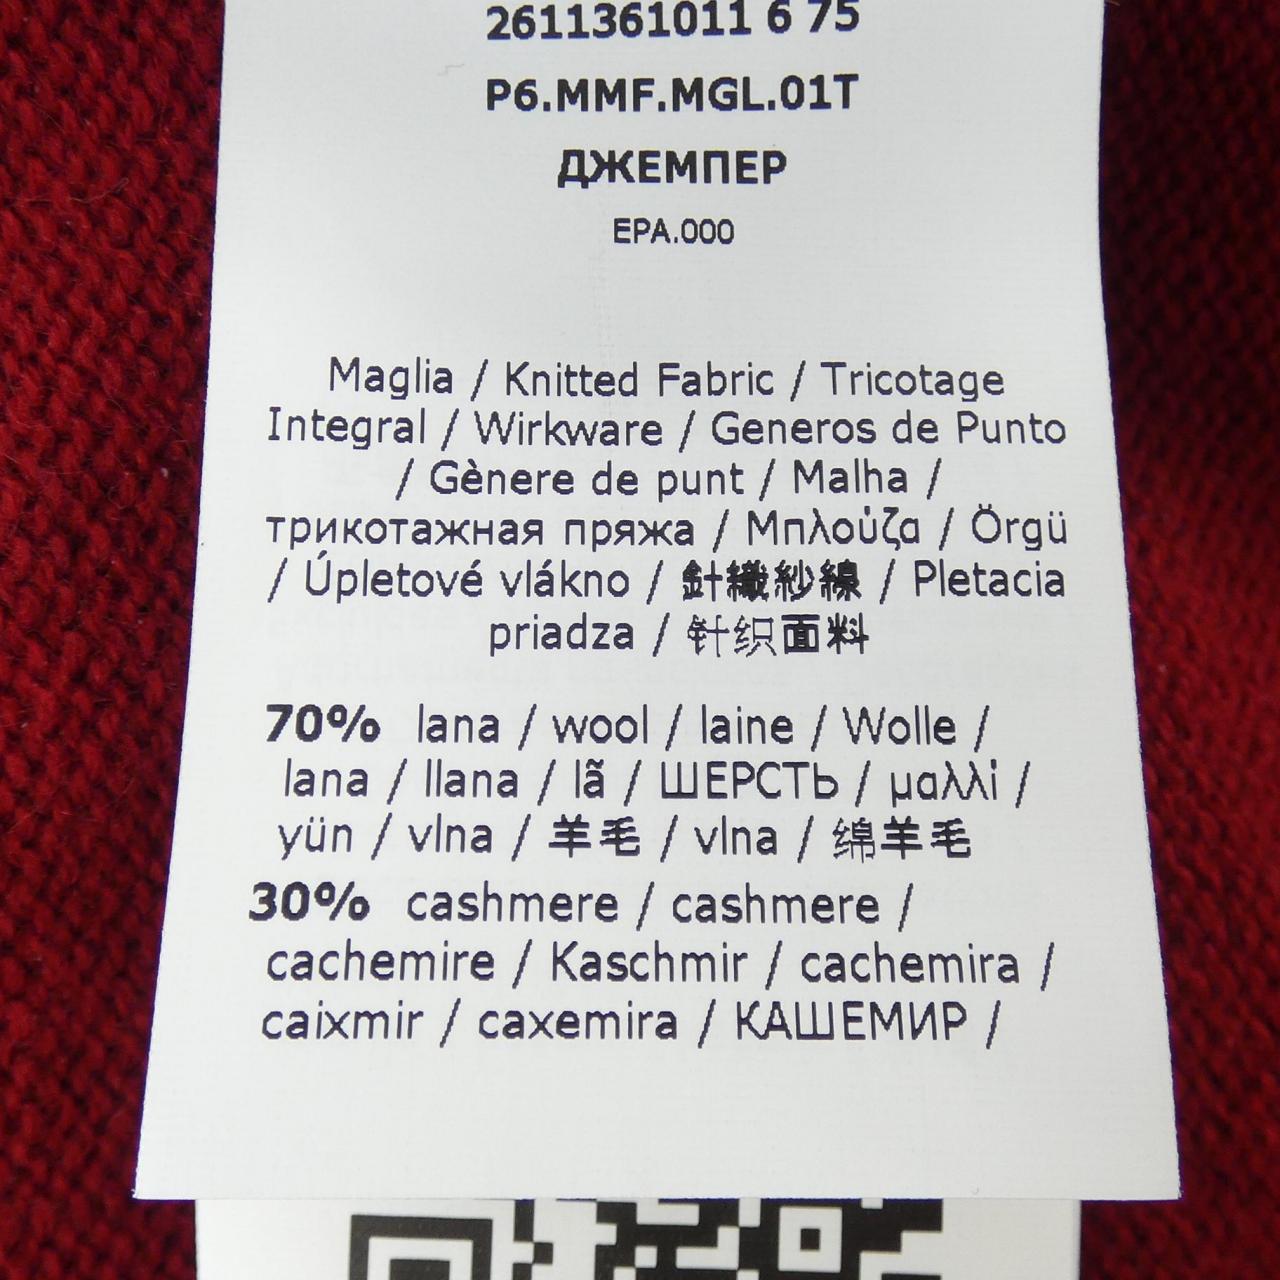 2611361011 6 75
P6.MMF.MGL.01T
ДЖЕМПЕР
EPA.000
Maglia / Knitted Fabric / Tricotage
Integral / Wirkware / Generos de Punto
/ Gènere de punt / Malha /
трикотажная пряжа / Μπλούζα / Örgü
/ Úpletové vlákno / 針織紗線 / Pletacia
priadza / 针织面料
70% lana / wool / laine / Wolle /
lana / llana / lã / ШЕРСТЬ / μαλλί /
yün / vlna / 羊毛 / vlna / 绵羊毛
30% cashmere / cashmere /
cachemire / Kaschmir / cachemira /
caixmir / caxemira / КАШЕМИР /